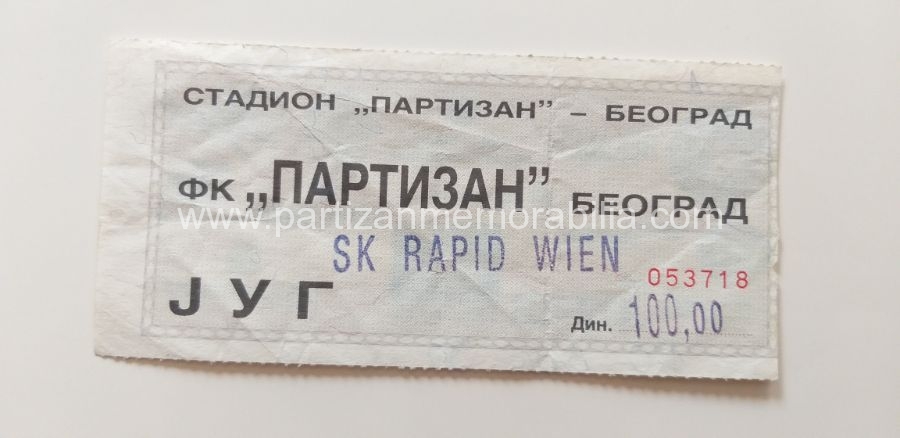 СТАДИОН „ПАРТИЗАН” – БЕОГРАД
ФК „ПАРТИЗАН” БЕОГРАД
www.partizanmemorabilia.com
SK RAPID WIEN
053718
ЈУГ
Дин. 100,00